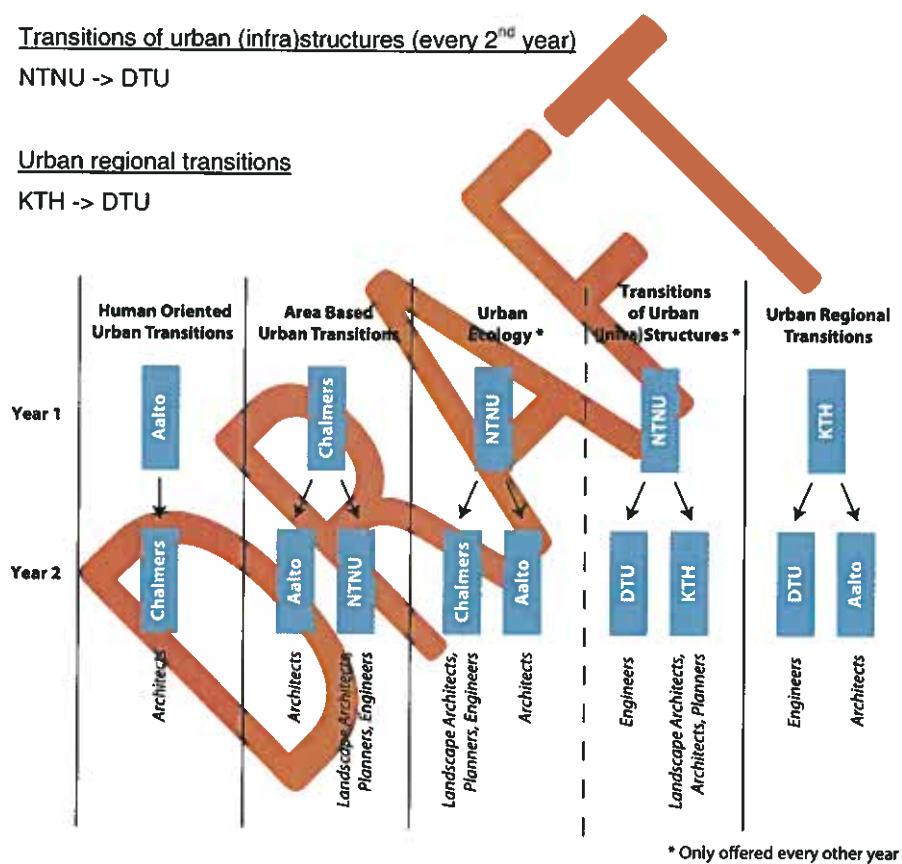 Transitions of urban (infra)structures (every 2nd year)
NTNU -> DTU
Urban regional transitions
KTH -> DTU
DRAFT
Human Oriented
Urban Transitions
Area Based
Urban Transitions
Urban
Ecology *
Transitions
of Urban
(Infra)Structures *
Urban Regional
Transitions
Year 1
Aalto
Chalmers
NTNU
NTNU
KTH
Year 2
Chalmers
Aalto
NTNU
Chalmers
Aalto
DTU
KTH
DTU
Aalto
Architects
Architects
Landscape Architects,
Planners, Engineers
Landscape Architects,
Planners, Engineers
Architects
Engineers
Landscape Architects,
Architects, Planners
Engineers
Architects
* Only offered every other year